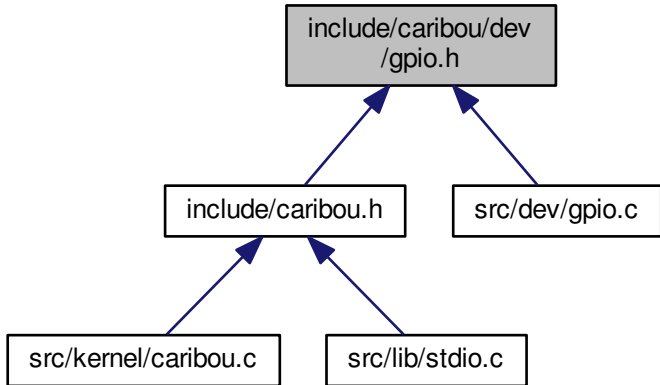 include/caribou/dev
/gpio.h
include/caribou.h
src/dev/gpio.c
src/kernel/caribou.c
src/lib/stdio.c